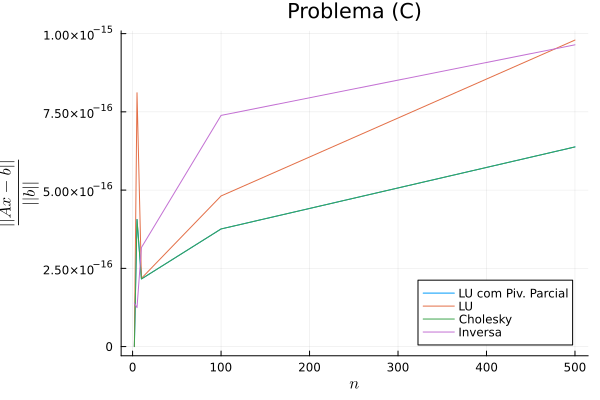 Problema (C)
1.00×10⁻¹⁵
7.50×10⁻¹⁶
5.00×10⁻¹⁶
2.50×10⁻¹⁶
0
||Ax − b||
||b||
0 100 200 300 400 500
n
LU com Piv. Parcial
LU
Cholesky
Inversa